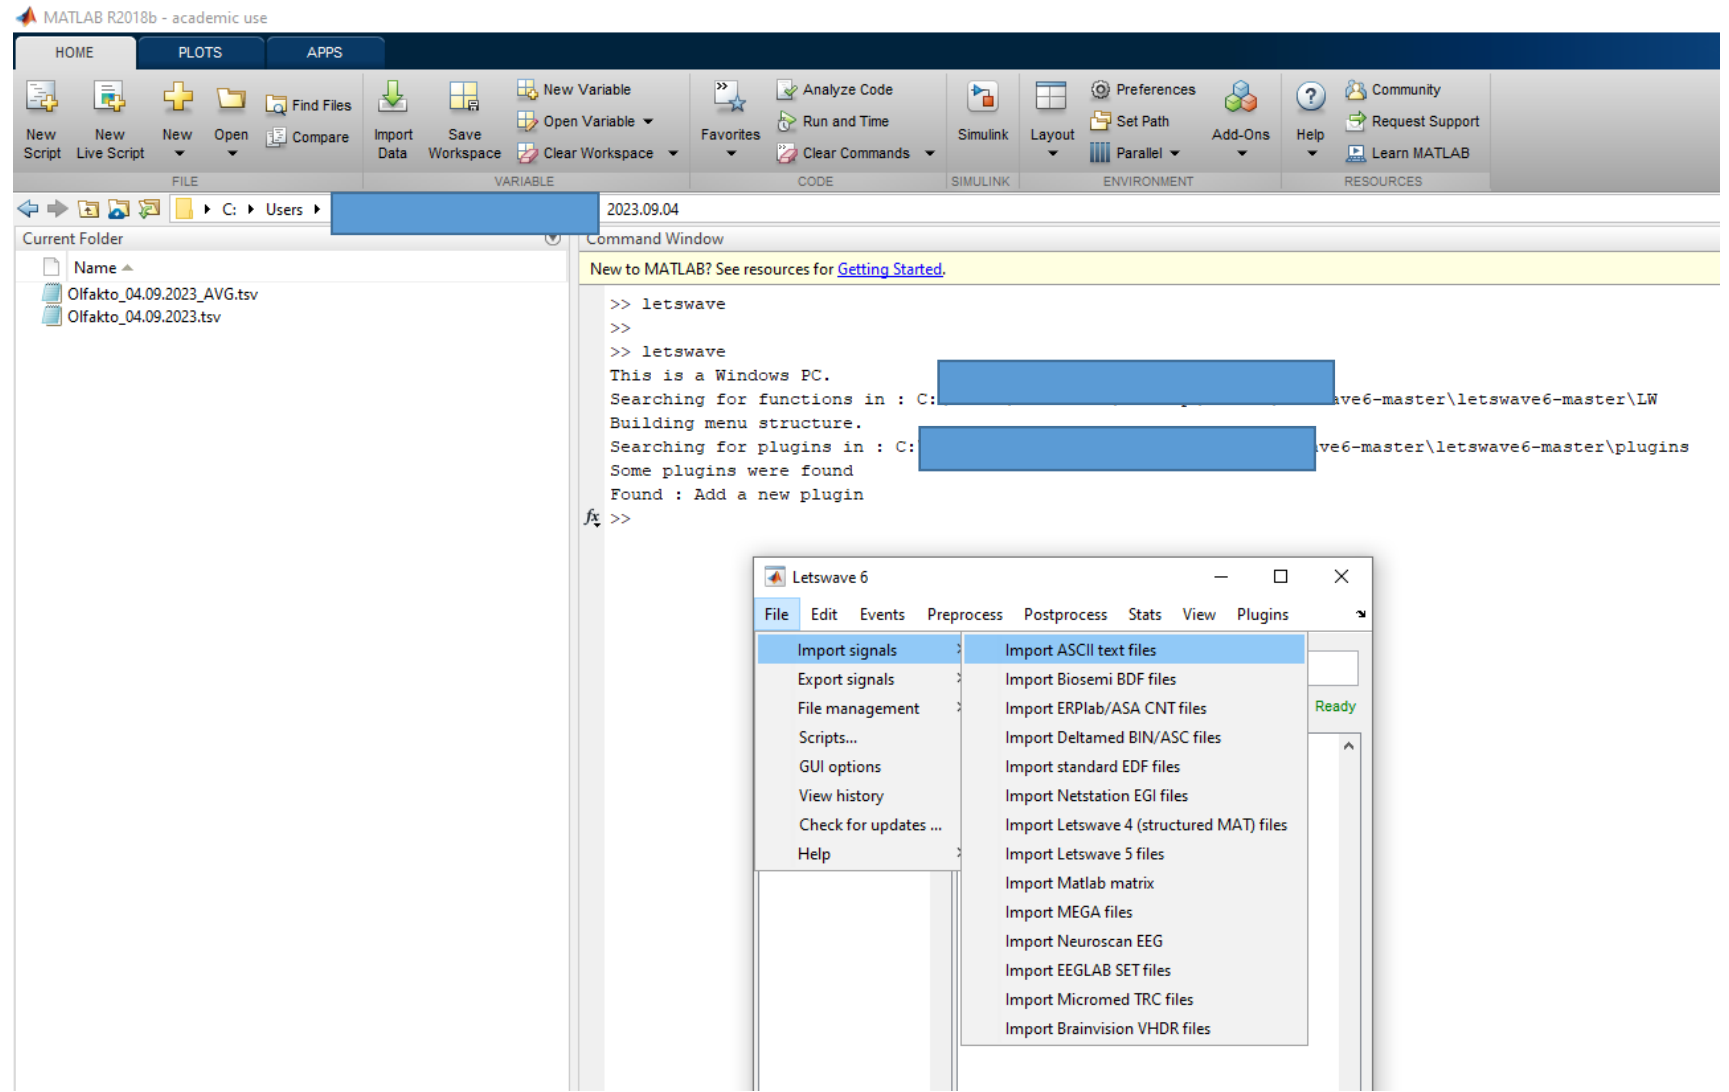 MATLAB R2018b - academic use
HOME PLOTS APPS
New Script
New Live Script
New
Open
Find Files
Compare
Import Data
Save Workspace
New Variable
Open Variable
Clear Workspace
Favorites
Analyze Code
Run and Time
Clear Commands
Simulink
Layout
Preferences
Set Path
Parallel
Add-Ons
Help
Community
Request Support
Learn MATLAB
FILE VARIABLE CODE SIMULINK ENVIRONMENT RESOURCES
C: Users 2023.09.04
Current Folder
Name
Olfakto_04.09.2023_AVG.tsv
Olfakto_04.09.2023.tsv
Command Window
New to MATLAB? See resources for Getting Started.
>> letswave
>>
>> letswave
This is a Windows PC.
Searching for functions in : C: ave6-master\letswave6-master\LW
Building menu structure.
Searching for plugins in : C: ve6-master\letswave6-master\plugins
Some plugins were found
Found : Add a new plugin
fx >>
Letswave 6
File Edit Events Preprocess Postprocess Stats View Plugins
Import signals
Export signals
File management
Scripts...
GUI options
View history
Check for updates ...
Help
Import ASCII text files
Import Biosemi BDF files
Import ERPlab/ASA CNT files
Import Deltamed BIN/ASC files
Import standard EDF files
Import Netstation EGI files
Import Letswave 4 (structured MAT) files
Import Letswave 5 files
Import Matlab matrix
Import MEGA files
Import Neuroscan EEG
Import EEGLAB SET files
Import Micromed TRC files
Import Brainvision VHDR files
Ready